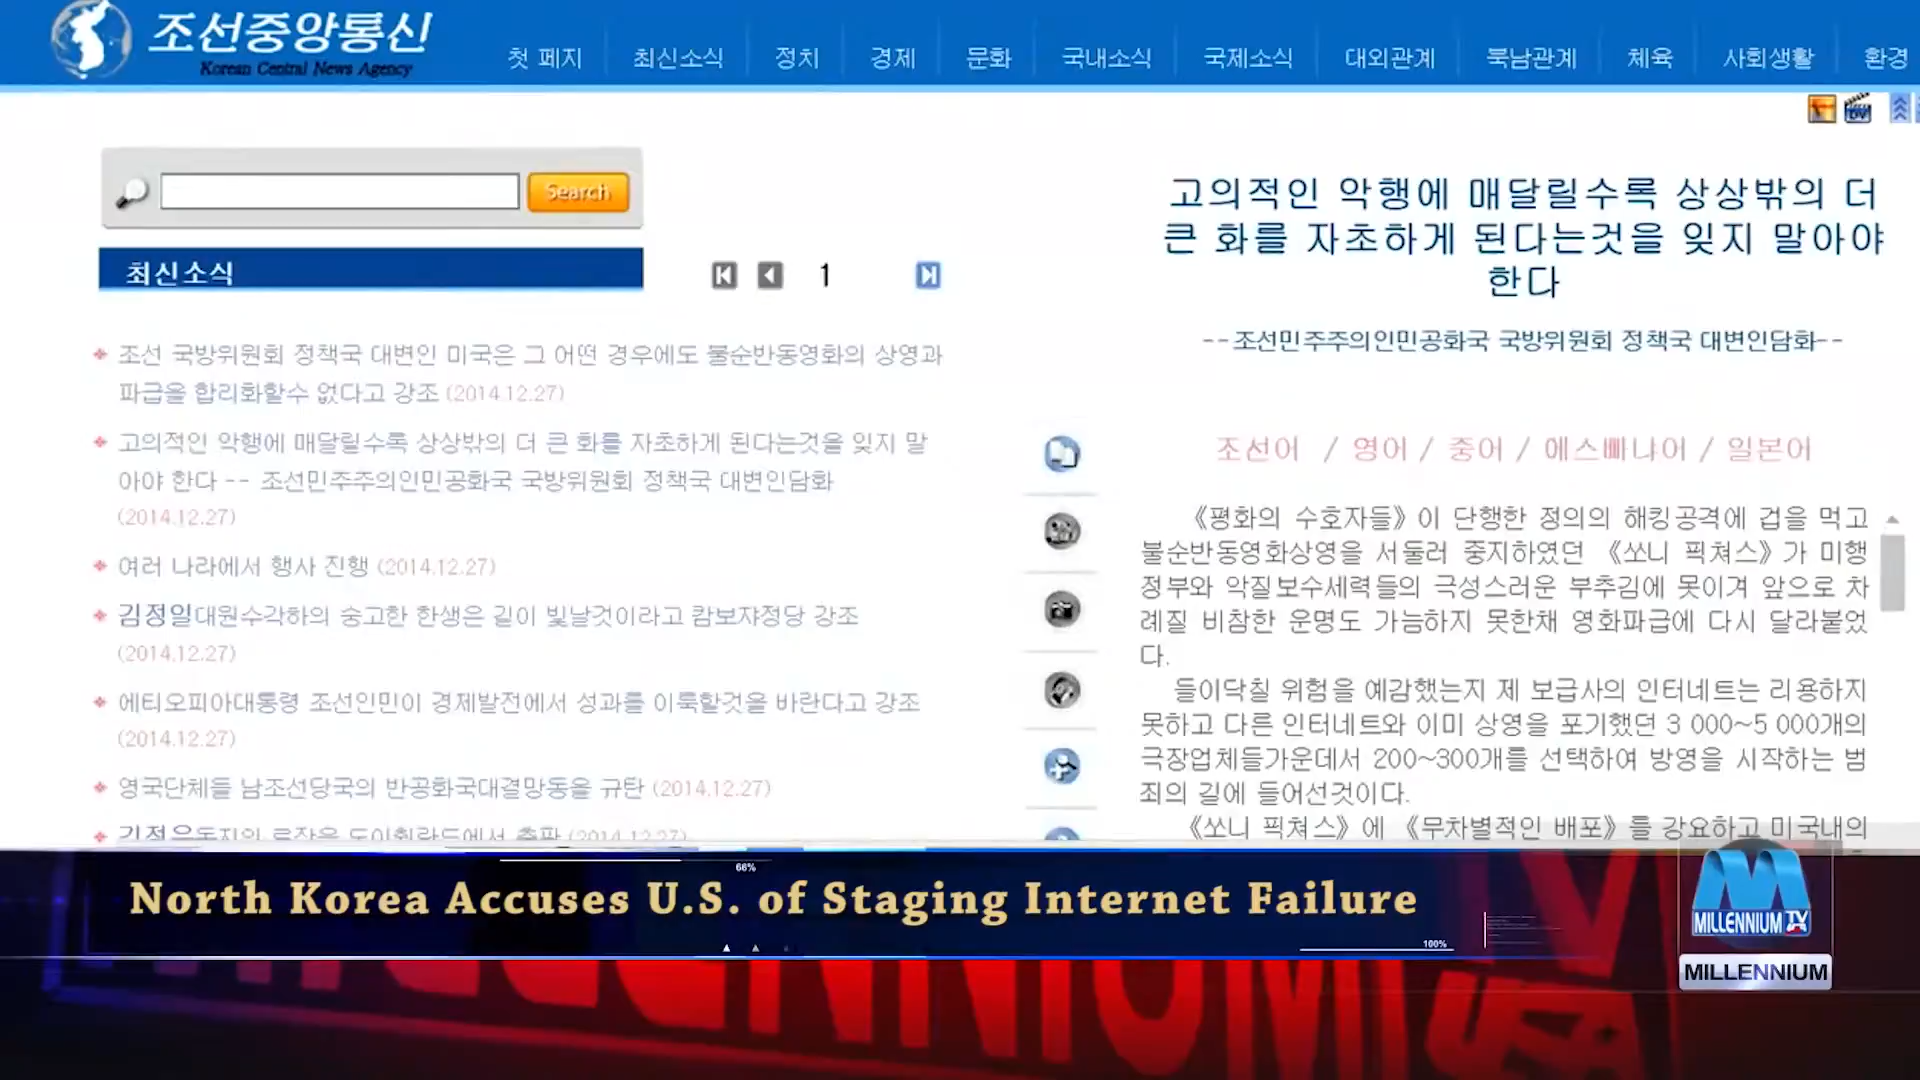 조선중앙통신
Korean Central News Agency
첫 페지 최신소식 정치 경제 문화 국내소식 국제소식 대외관계 북남관계 체육 사회생활 환경
Search
최신소식
1
조선 국방위원회 정책국 대변인 미국은 그 어떤 경우에도 불순반동영화의 상영과
파급을 합리화할수 없다고 강조 (2014.12.27)
고의적인 악행에 매달릴수록 상상밖의 더 큰 화를 자초하게 된다는것을 잊지 말
아야 한다 -- 조선민주주의인민공화국 국방위원회 정책국 대변인담화
(2014.12.27)
여러 나라에서 행사 진행 (2014.12.27)
김정일대원수각하의 숭고한 한생은 길이 빛날것이라고 캄보쟈정당 강조
(2014.12.27)
에티오피아대통령 조선인민이 경제발전에서 성과를 이룩할것을 바란다고 강조
(2014.12.27)
영국단체들 남조선당국의 반공화국대결망동을 규탄 (2014.12.27)
김정은동지의 로작을 도이췰란드에서 출판 (2014.12.27)
고의적인 악행에 매달릴수록 상상밖의 더
큰 화를 자초하게 된다는것을 잊지 말아야
한다
--조선민주주의인민공화국 국방위원회 정책국 대변인담화--
조선어 / 영어 / 중어 / 에스빠냐어 / 일본어
《평화의 수호자들》이 단행한 정의의 해킹공격에 겁을 먹고
불순반동영화상영을 서둘러 중지하였던 《쏘니 픽쳐스》가 미행
정부와 악질보수세력들의 극성스러운 부추김에 못이겨 앞으로 차
례질 비참한 운명도 가늠하지 못한채 영화파급에 다시 달라붙었
다.
들이닥칠 위험을 예감했는지 제 보급사의 인터네트는 리용하지
못하고 다른 인터네트와 이미 상영을 포기했던 3 000~5 000개의
극장업체들가운데서 200~300개를 선택하여 방영을 시작하는 범
죄의 길에 들어선것이다.
《쏘니 픽쳐스》에 《무차별적인 배포》를 강요하고 미국내의
66%
North Korea Accuses U.S. of Staging Internet Failure
100%
MILLENNIUM TV
MILLENNIUM